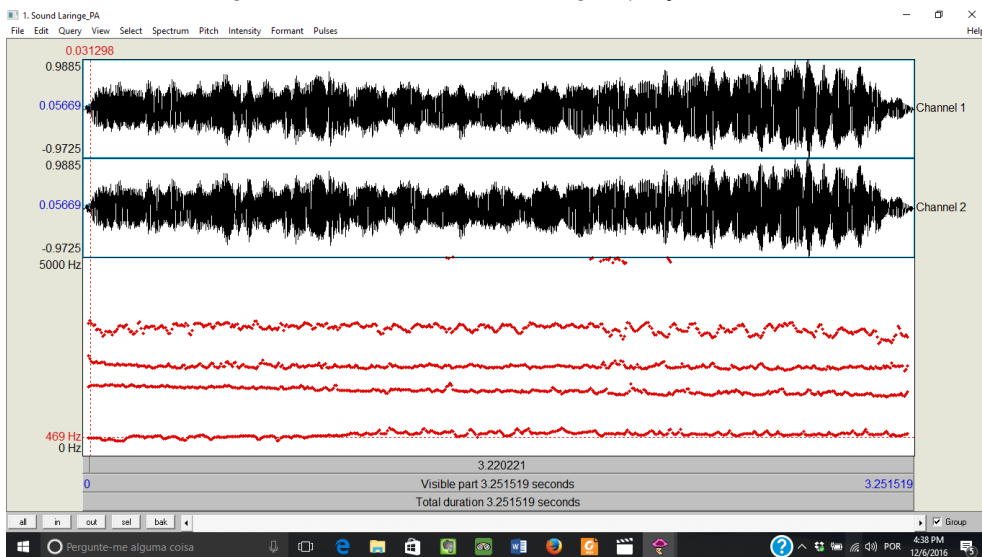 1. Sound Laringe_PA
File Edit Query View Select Spectrum Pitch Intensity Formant Pulses Help
0.031298
0.9885
0.05669
-0.9725
Channel 1
0.9885
0.05669
-0.9725
Channel 2
5000 Hz
469 Hz
0 Hz
3.220221
0 Visible part 3.251519 seconds 3.251519
Total duration 3.251519 seconds
all in out sel bak Group
Pergunte-me alguma coisa POR 4:38 PM
12/6/2016